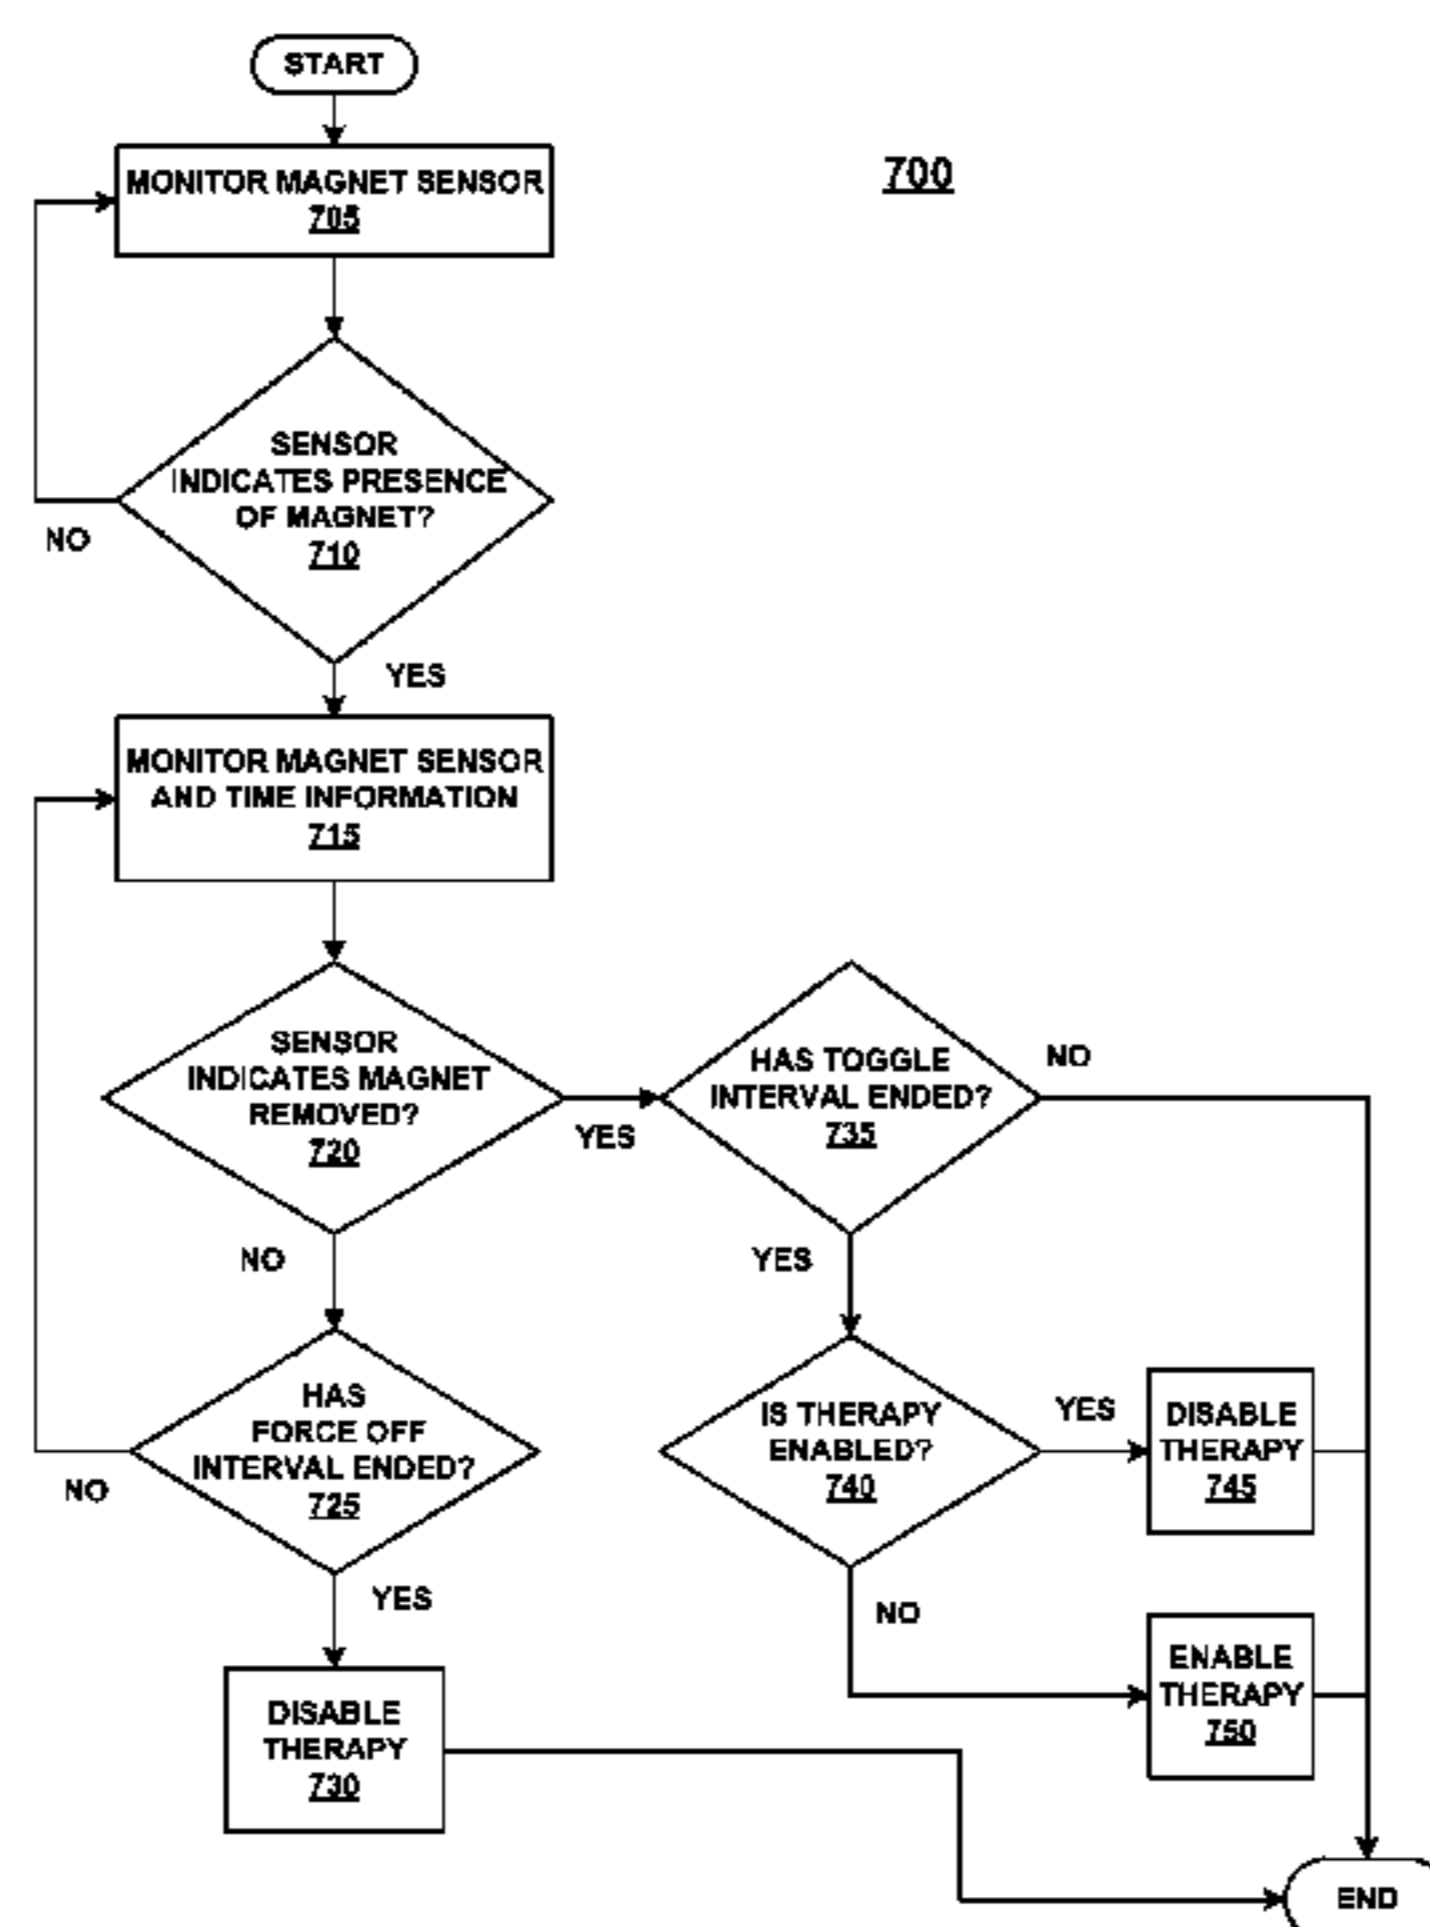 START
700
MONITOR MAGNET SENSOR
705
SENSOR
INDICATES PRESENCE
OF MAGNET?
710
NO
YES
MONITOR MAGNET SENSOR
AND TIME INFORMATION
715
SENSOR
INDICATES MAGNET
REMOVED?
720
YES
NO
HAS TOGGLE
INTERVAL ENDED?
735
NO
YES
HAS
FORCE OFF
INTERVAL ENDED?
725
NO
YES
IS THERAPY
ENABLED?
740
YES
NO
DISABLE
THERAPY
745
ENABLE
THERAPY
750
DISABLE
THERAPY
730
END